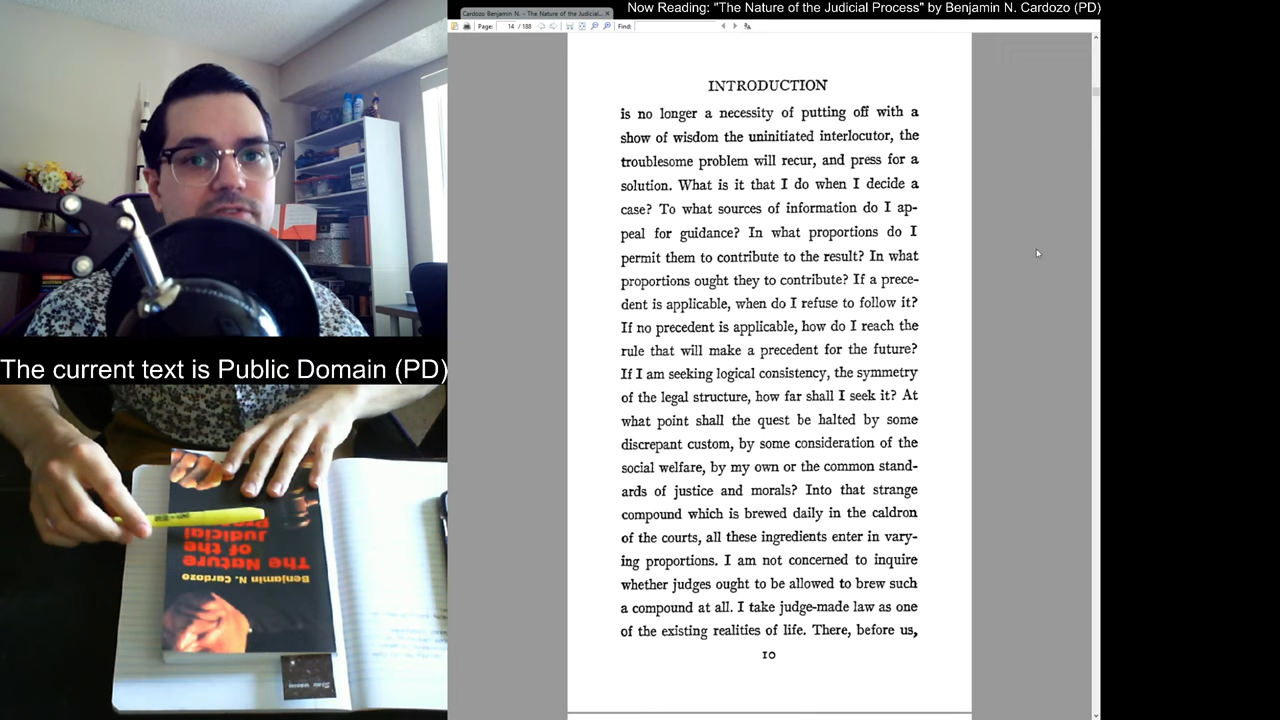 Now Reading: "The Nature of the Judicial Process" by Benjamin N. Cardozo (PD)
Cardozo Benjamin N. - The Nature of the Judicial...
Page: 14 / 188
Find:
INTRODUCTION
is no longer a necessity of putting off with a
show of wisdom the uninitiated interlocutor, the
troublesome problem will recur, and press for a
solution. What is it that I do when I decide a
case? To what sources of information do I ap-
peal for guidance? In what proportions do I
permit them to contribute to the result? In what
proportions ought they to contribute? If a prece-
dent is applicable, when do I refuse to follow it?
If no precedent is applicable, how do I reach the
rule that will make a precedent for the future?
If I am seeking logical consistency, the symmetry
of the legal structure, how far shall I seek it? At
what point shall the quest be halted by some
discrepant custom, by some consideration of the
social welfare, by my own or the common stand-
ards of justice and morals? Into that strange
compound which is brewed daily in the caldron
of the courts, all these ingredients enter in vary-
ing proportions. I am not concerned to inquire
whether judges ought to be allowed to brew such
a compound at all. I take judge-made law as one
of the existing realities of life. There, before us,
10
The current text is Public Domain (PD)
Benjamin N. Cardozo
The Nature
of the
Judicial